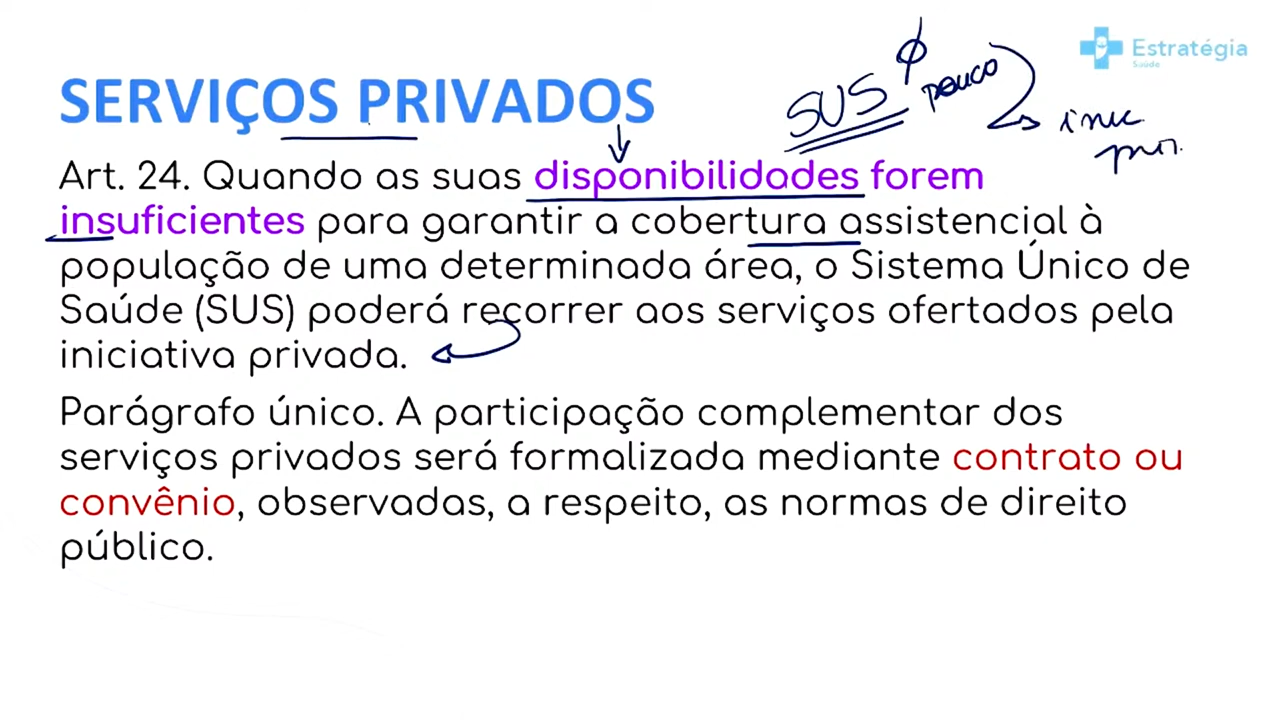 Estratégia
Saúde
SERVIÇOS PRIVADOS
SUS
pouco
Art. 24. Quando as suas disponibilidades forem
insuficientes para garantir a cobertura assistencial à
população de uma determinada área, o Sistema Único de
Saúde (SUS) poderá recorrer aos serviços ofertados pela
iniciativa privada.
Parágrafo único. A participação complementar dos
serviços privados será formalizada mediante contrato ou
convênio, observadas, a respeito, as normas de direito
público.